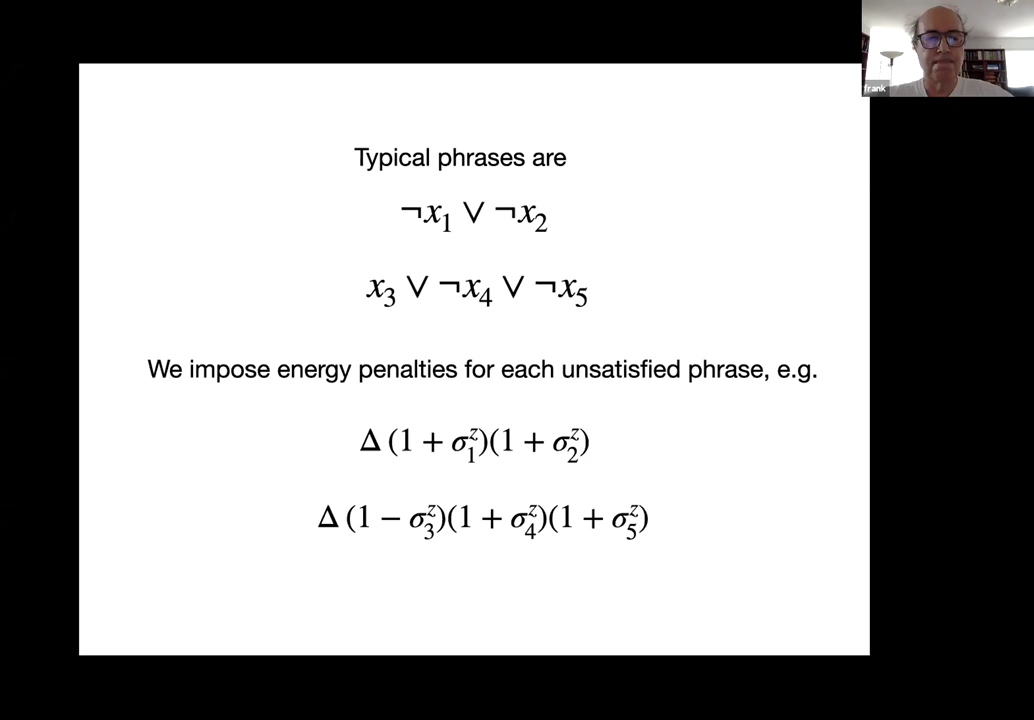 frank
Typical phrases are
¬x₁ ∨ ¬x₂
x₃ ∨ ¬x₄ ∨ ¬x₅
We impose energy penalties for each unsatisfied phrase, e.g.
Δ (1 + σ₁ᶻ)(1 + σ₂ᶻ)
Δ (1 − σ₃ᶻ)(1 + σ₄ᶻ)(1 + σ₅ᶻ)